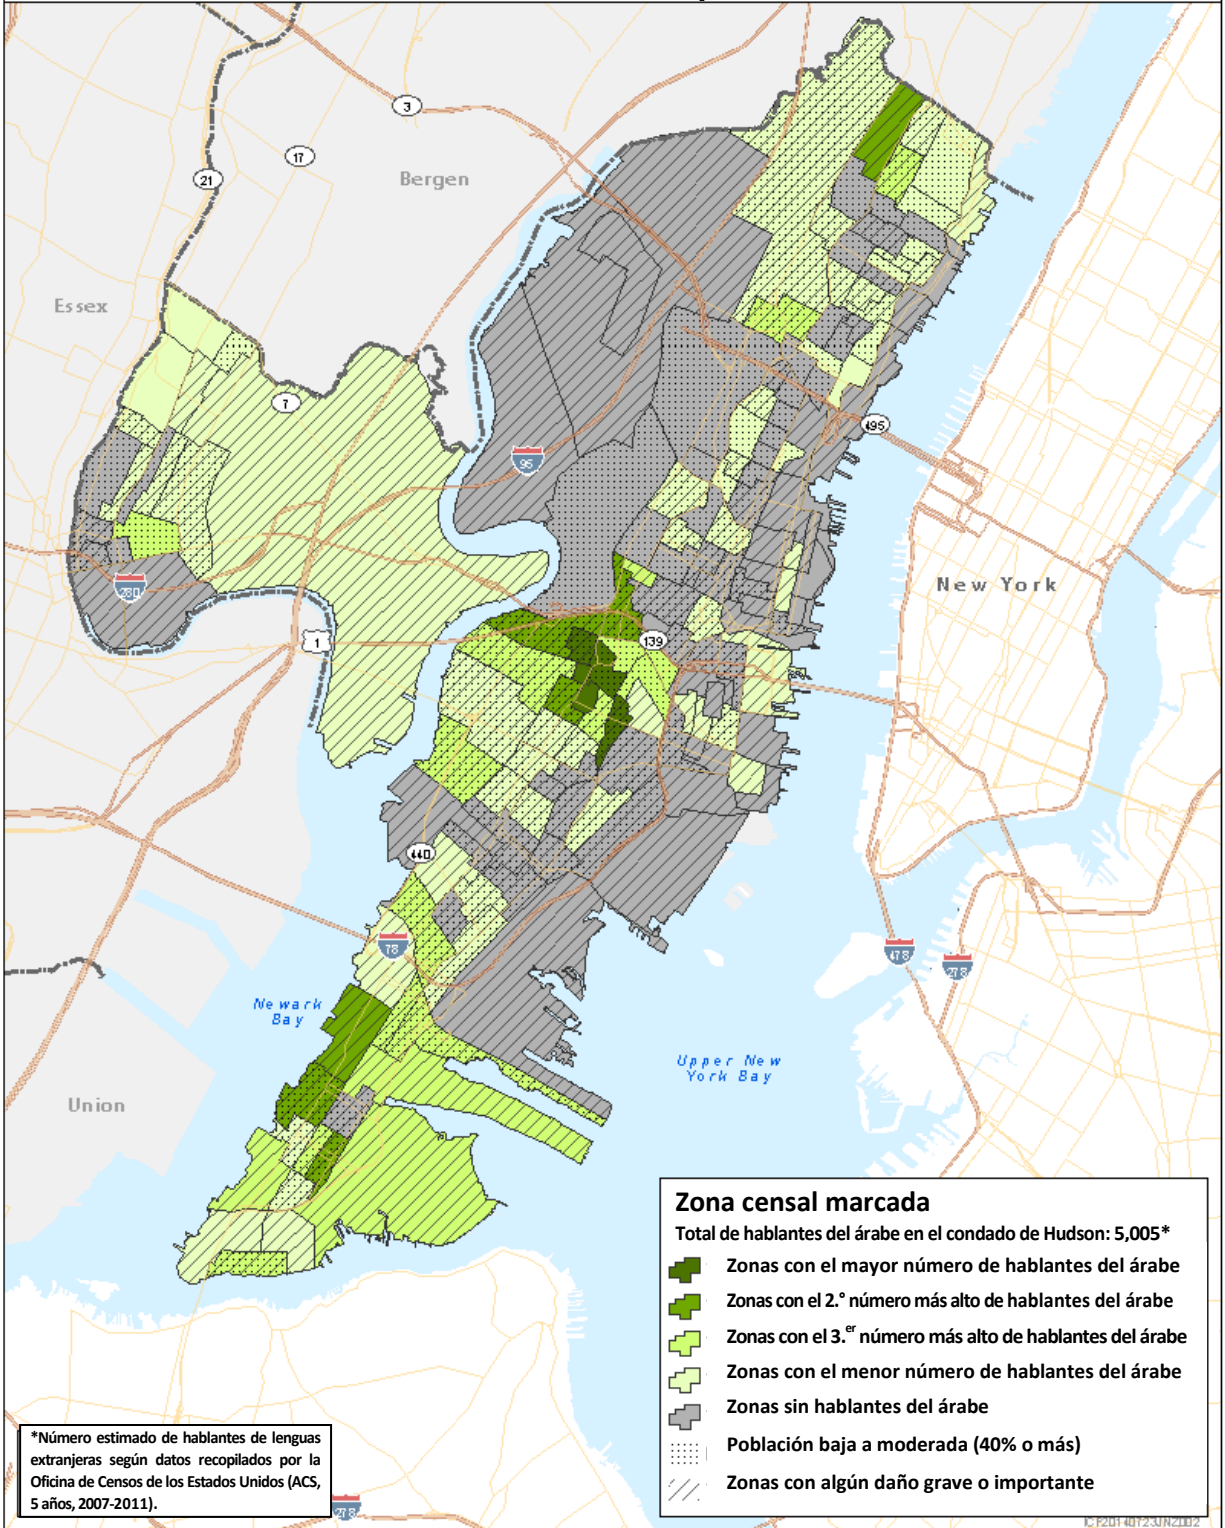 3
17
21
Bergen
Essex
7
495
95
New York
280
1
139
440
78
478
278
Newark
Bay
Upper New
York Bay
Union
Zona censal marcada
Total de hablantes del árabe en el condado de Hudson: 5,005*
Zonas con el mayor número de hablantes del árabe
Zonas con el 2.° número más alto de hablantes del árabe
Zonas con el 3.er número más alto de hablantes del árabe
Zonas con el menor número de hablantes del árabe
Zonas sin hablantes del árabe
Población baja a moderada (40% o más)
Zonas con algún daño grave o importante
*Número estimado de hablantes de lenguas
extranjeras según datos recopilados por la
Oficina de Censos de los Estados Unidos (ACS,
5 años, 2007-2011).
278